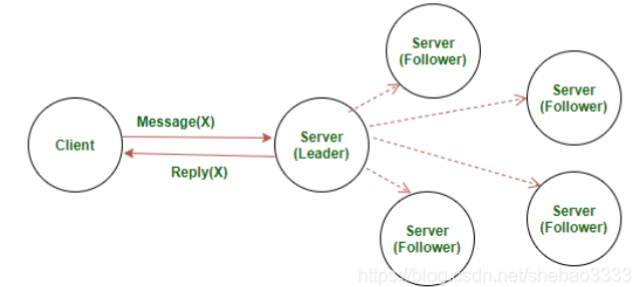 Client
Message(X)
Reply(X)
Server
(Leader)
Server
(Follower)
Server
(Follower)
Server
(Follower)
Server
(Follower)
https://blog.csdn.net/shebao3333